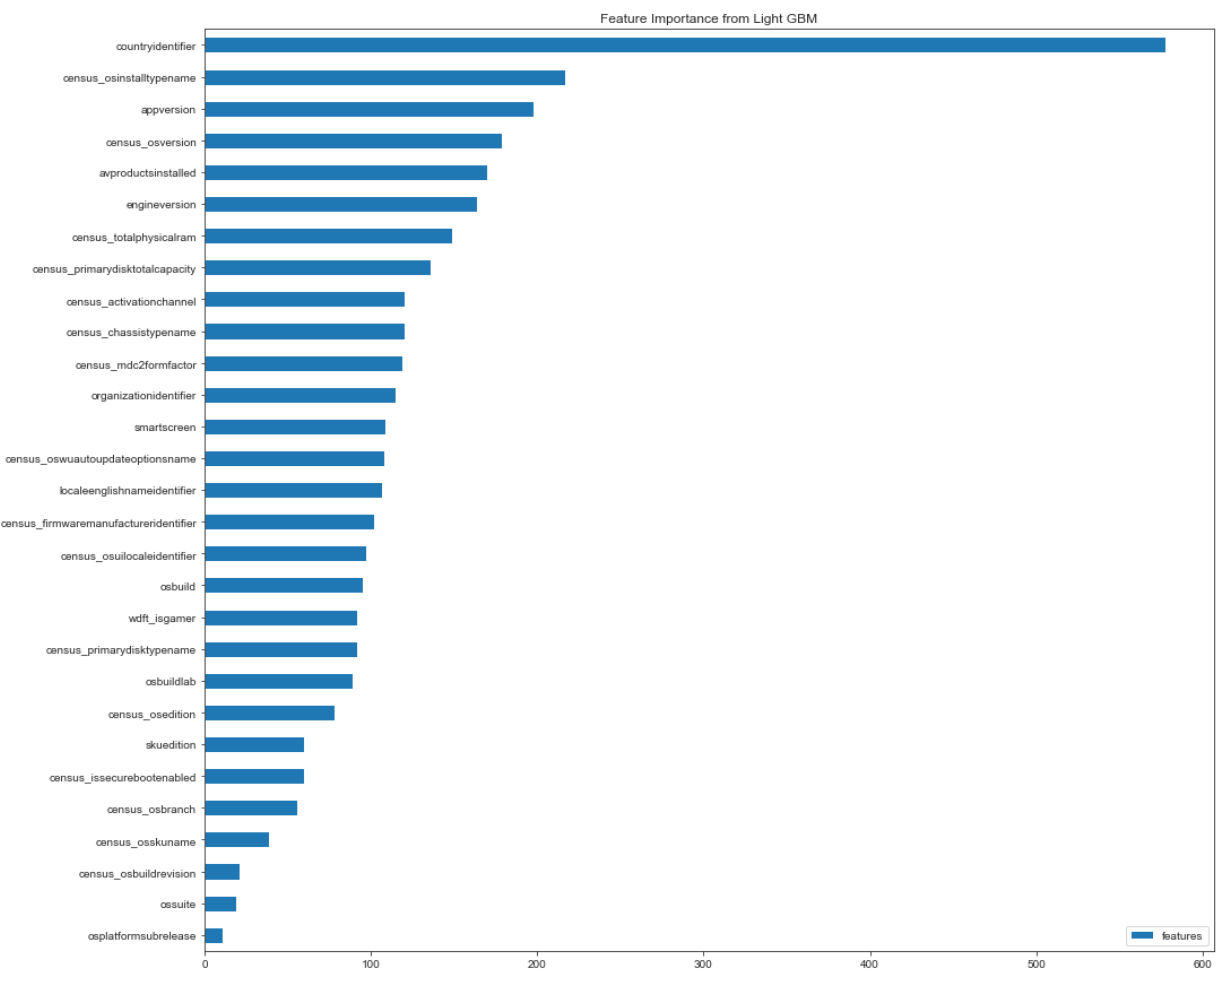 Feature Importance from Light GBM
countryidentifier
census_osinstalltypename
appversion
census_osversion
avproductsinstalled
engineversion
census_totalphysicalram
census_primarydisktotalcapacity
census_activationchannel
census_chassistypename
census_mdc2formfactor
organizationidentifier
smartscreen
census_oswuautoupdateoptionsname
localeenglishnameidentifier
census_firmwaremanufactureridentifier
census_osuilocaleidentifier
osbuild
wdft_isgamer
census_primarydisktypename
osbuildlab
census_osedition
skuedition
census_issecurebootenabled
census_osbranch
census_osskuname
census_osbuildrevision
ossuite
osplatformsubrelease
features
0 100 200 300 400 500 600